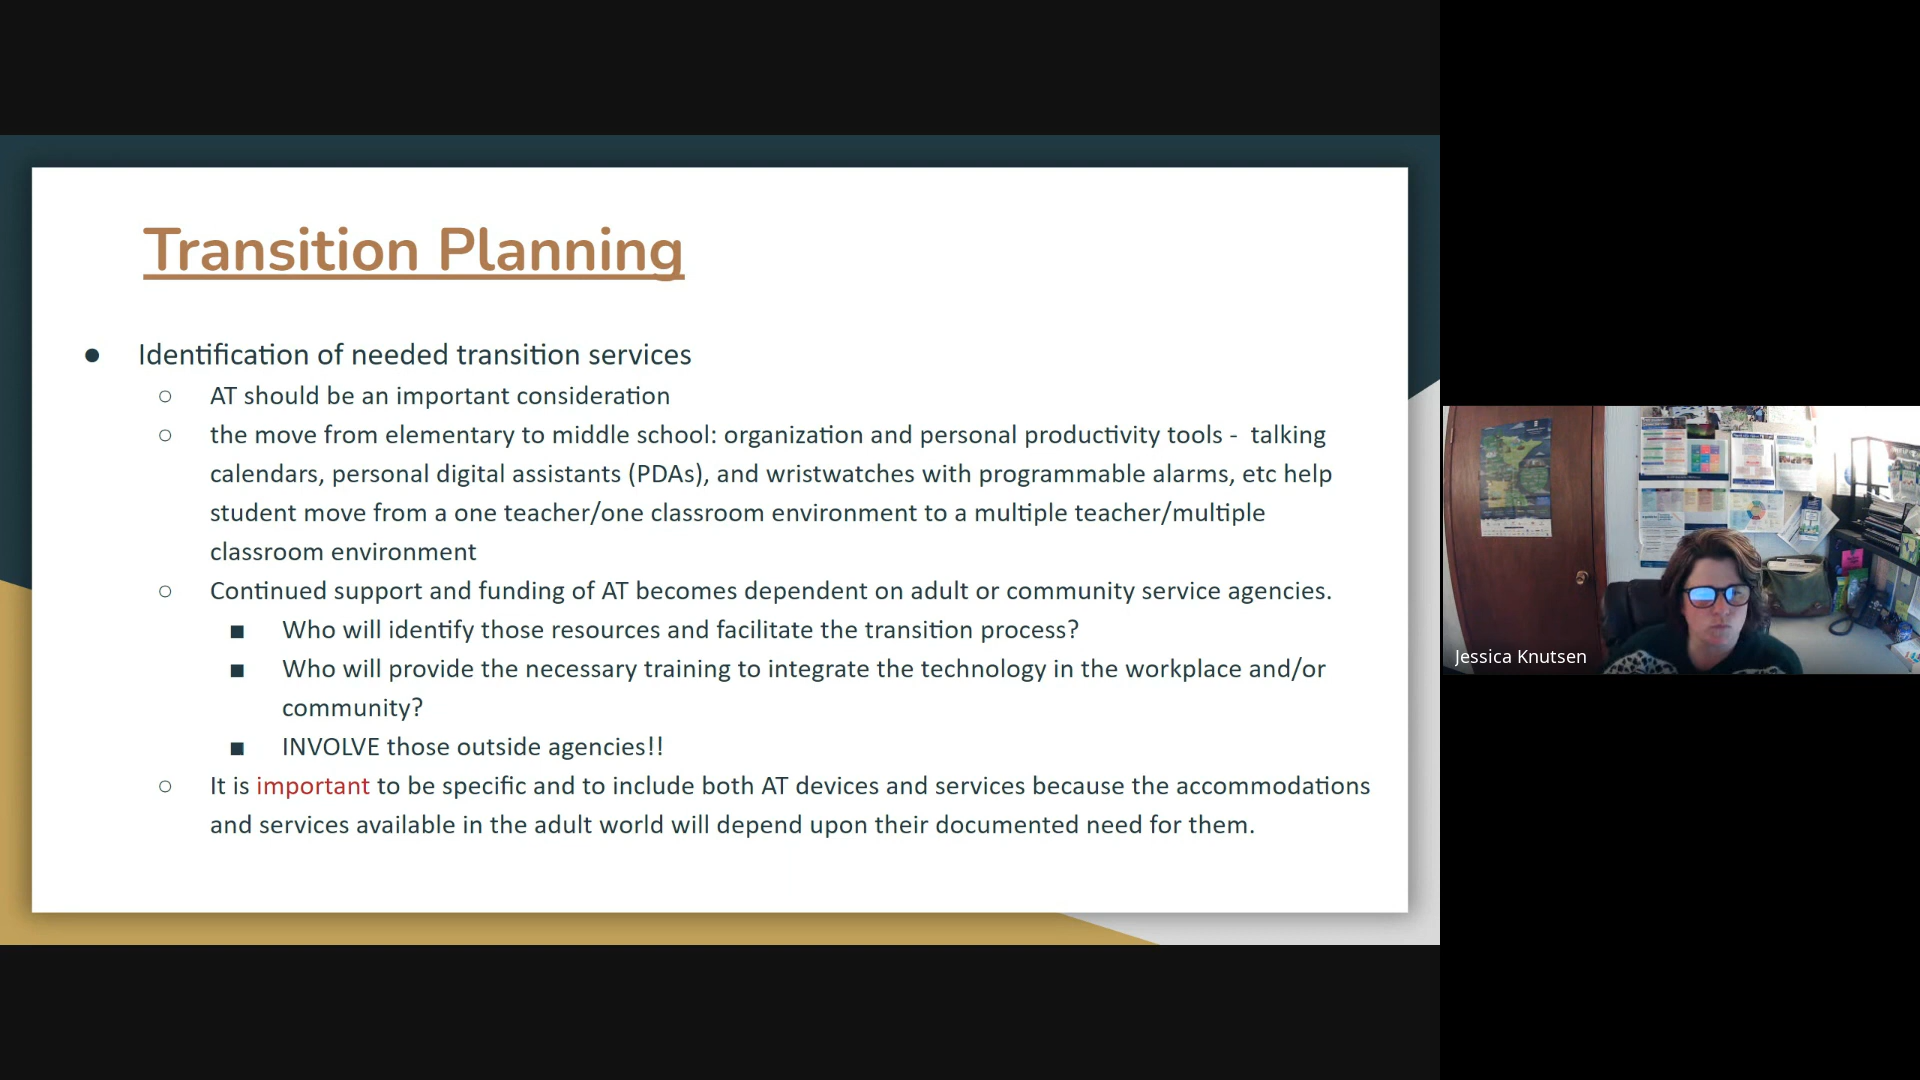 Transition Planning
● Identification of needed transition services
○ AT should be an important consideration
○ the move from elementary to middle school: organization and personal productivity tools - talking
calendars, personal digital assistants (PDAs), and wristwatches with programmable alarms, etc help
student move from a one teacher/one classroom environment to a multiple teacher/multiple
classroom environment
○ Continued support and funding of AT becomes dependent on adult or community service agencies.
■ Who will identify those resources and facilitate the transition process?
■ Who will provide the necessary training to integrate the technology in the workplace and/or
community?
■ INVOLVE those outside agencies!!
○ It is important to be specific and to include both AT devices and services because the accommodations
and services available in the adult world will depend upon their documented need for them.
Jessica Knutsen